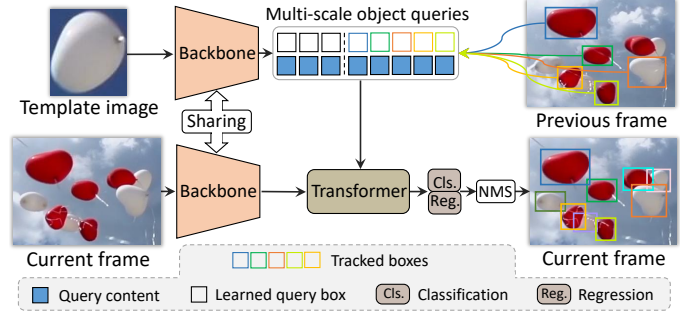 Multi-scale object queries
Backbone
Template image
Previous frame
Sharing
Backbone
Transformer
Cls.
Reg.
NMS
Current frame
Current frame
Tracked boxes
Query content
Learned query box
Cls.
Classification
Reg.
Regression